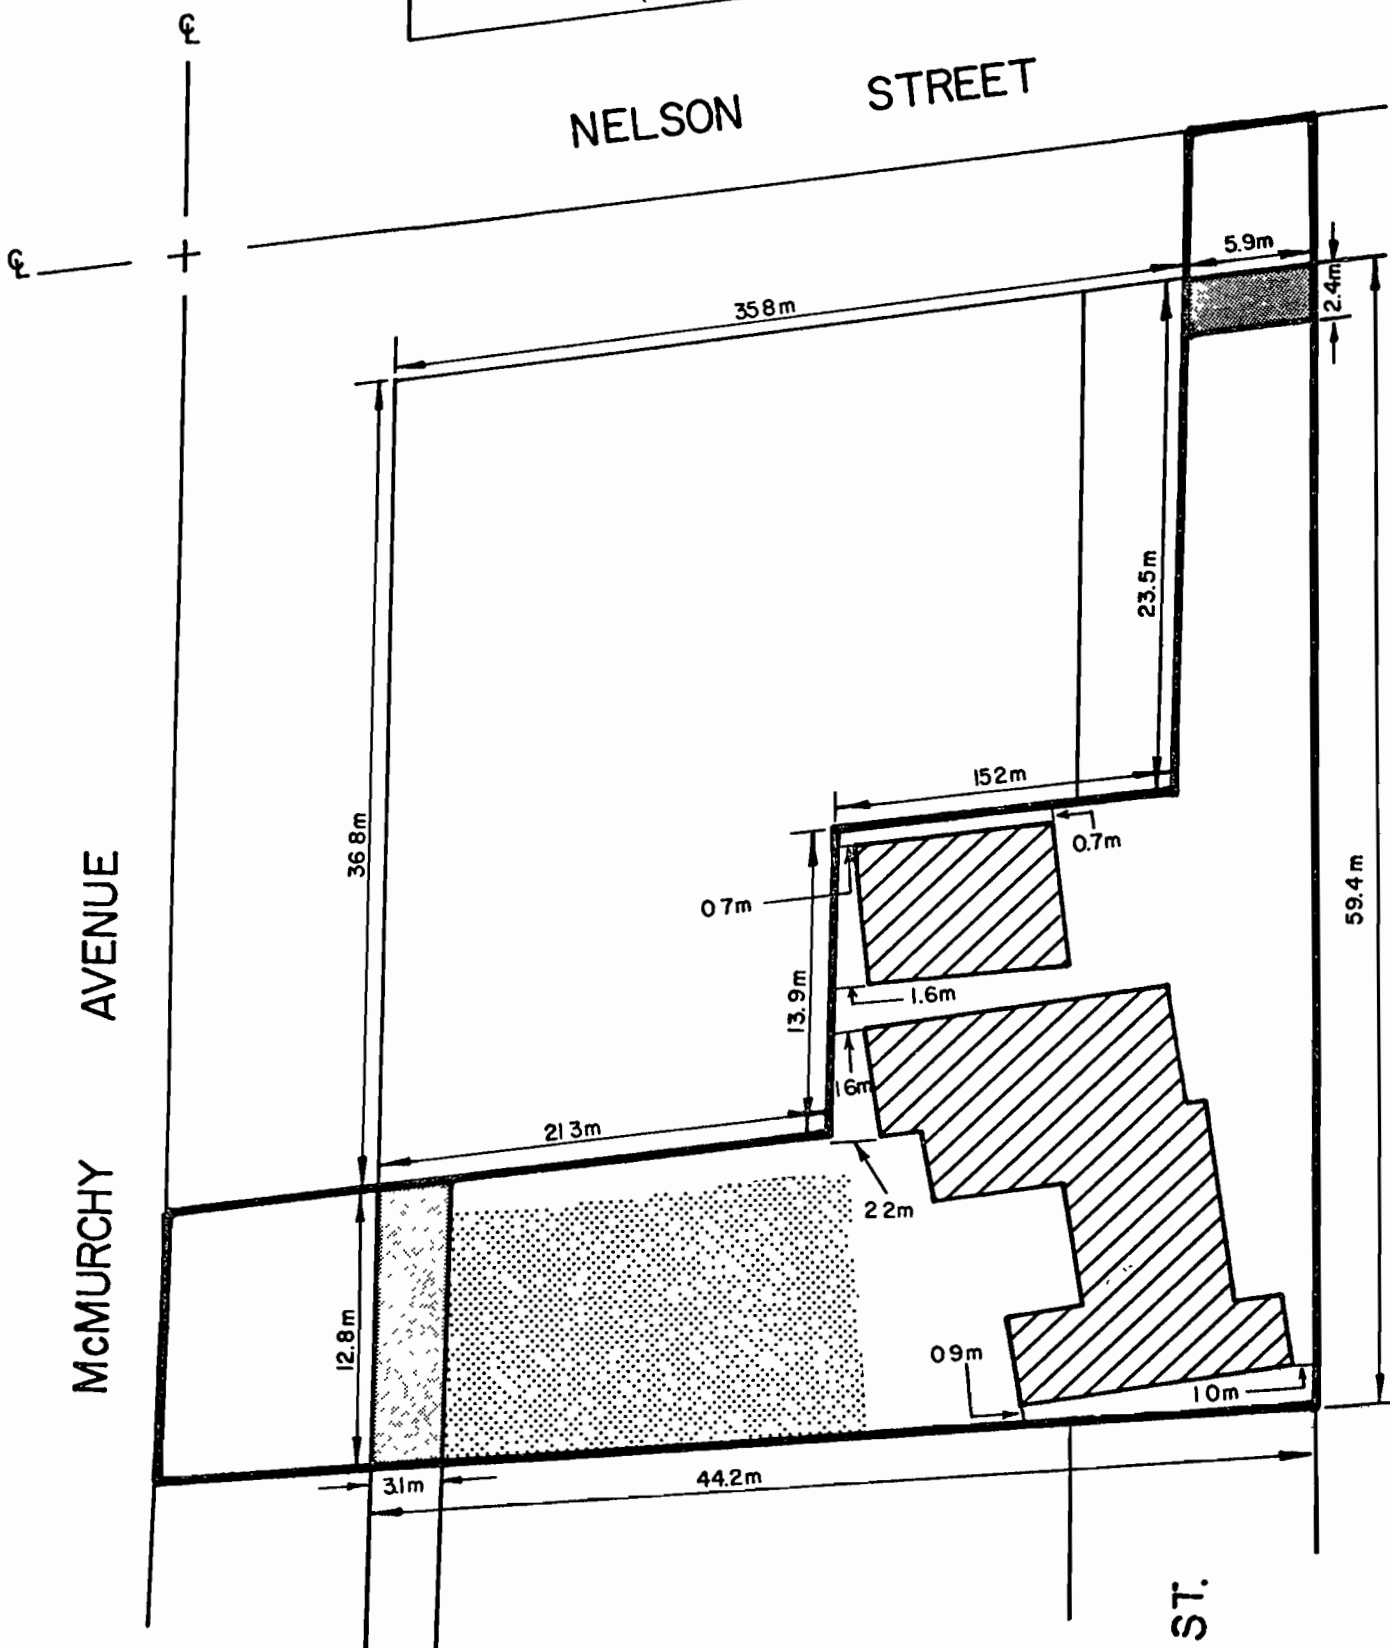 ℄
NELSON STREET
℄
5.9m
2.4m
35 8m
23.5m
15 2m
0.7m
36 8m
59.4m
0 7m
1.6m
13.9m
1 6m
21 3m
2 2m
McMURCHY AVENUE
12.8m
0 9m
1 0m
3.1m
44.2m
ST.